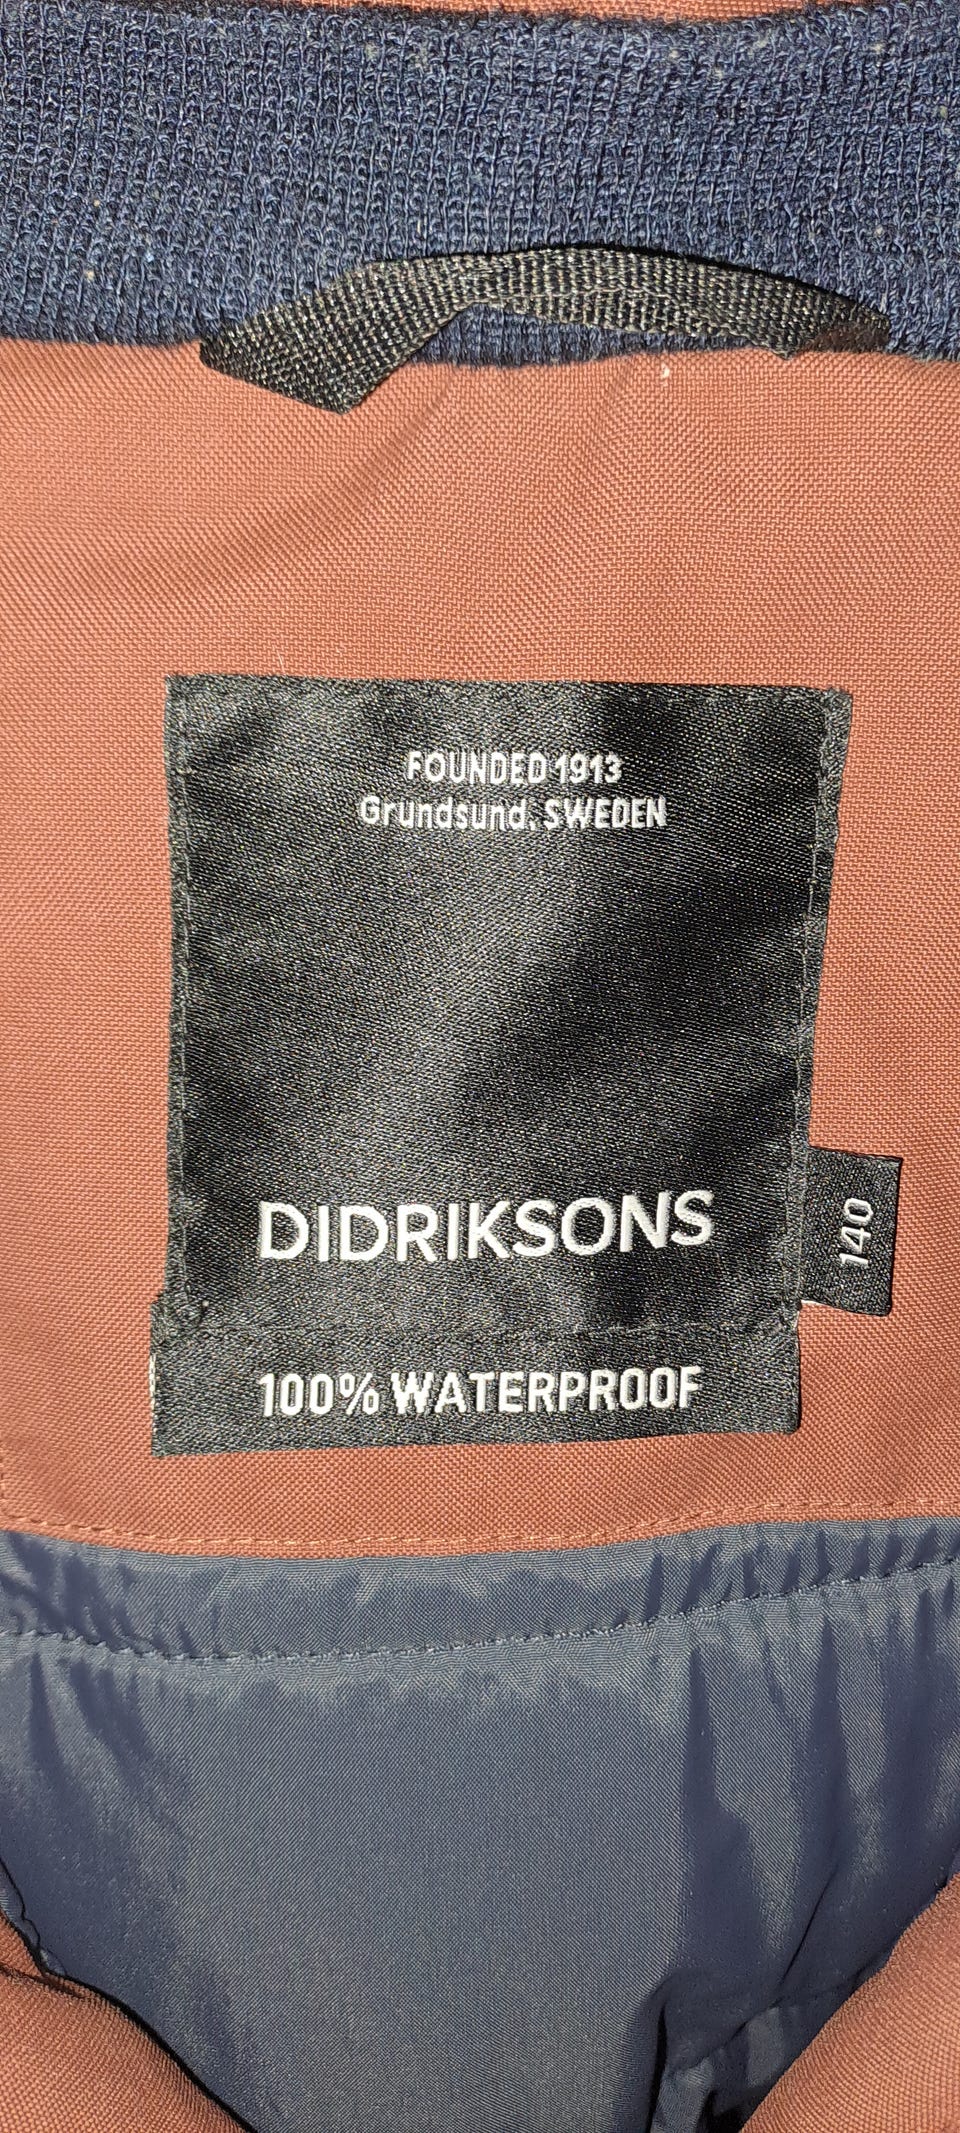 FOUNDED 1913
Grundsund, SWEDEN
DIDRIKSONS
140
100% WATERPROOF